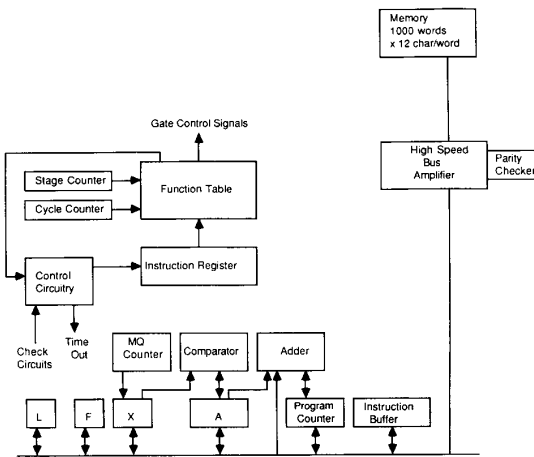 Memory
1000 words
x 12 char/word
Gate Control Signals
High Speed
Bus
Amplifier
Parity
Checker
Stage Counter
Function Table
Cycle Counter
Control
Circuitry
Instruction Register
Check
Circuits
Time
Out
MQ
Counter
Comparator
Adder
L
F
X
A
Program
Counter
Instruction
Buffer